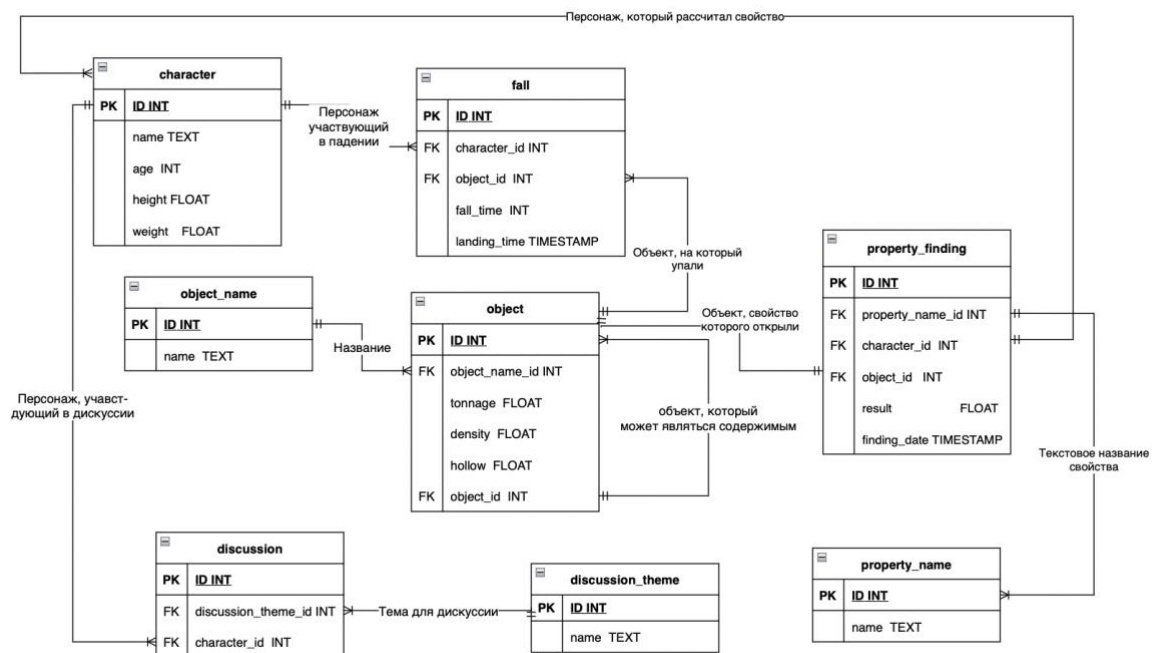 Персонаж, который рассчитал свойство
character
PK ID INT
name TEXT
age INT
height FLOAT
weight FLOAT
Персонаж
участвующий
в падении
fall
PK ID INT
FK character_id INT
FK object_id INT
fall_time INT
landing_time TIMESTAMP
Объект, на который
упали
property_finding
PK ID INT
FK property_name_id INT
FK character_id INT
FK object_id INT
result FLOAT
finding_date TIMESTAMP
object_name
PK ID INT
name TEXT
Название
object
PK ID INT
FK object_name_id INT
tonnage FLOAT
density FLOAT
hollow FLOAT
FK object_id INT
Объект, свойство
которого открыли
объект, который
может являться содержимым
Персонаж, учавст-
дующий в дискуссии
Текстовое название
свойства
discussion
PK ID INT
FK discussion_theme_id INT
FK character_id INT
Тема для дискуссии
discussion_theme
PK ID INT
name TEXT
property_name
PK ID INT
name TEXT